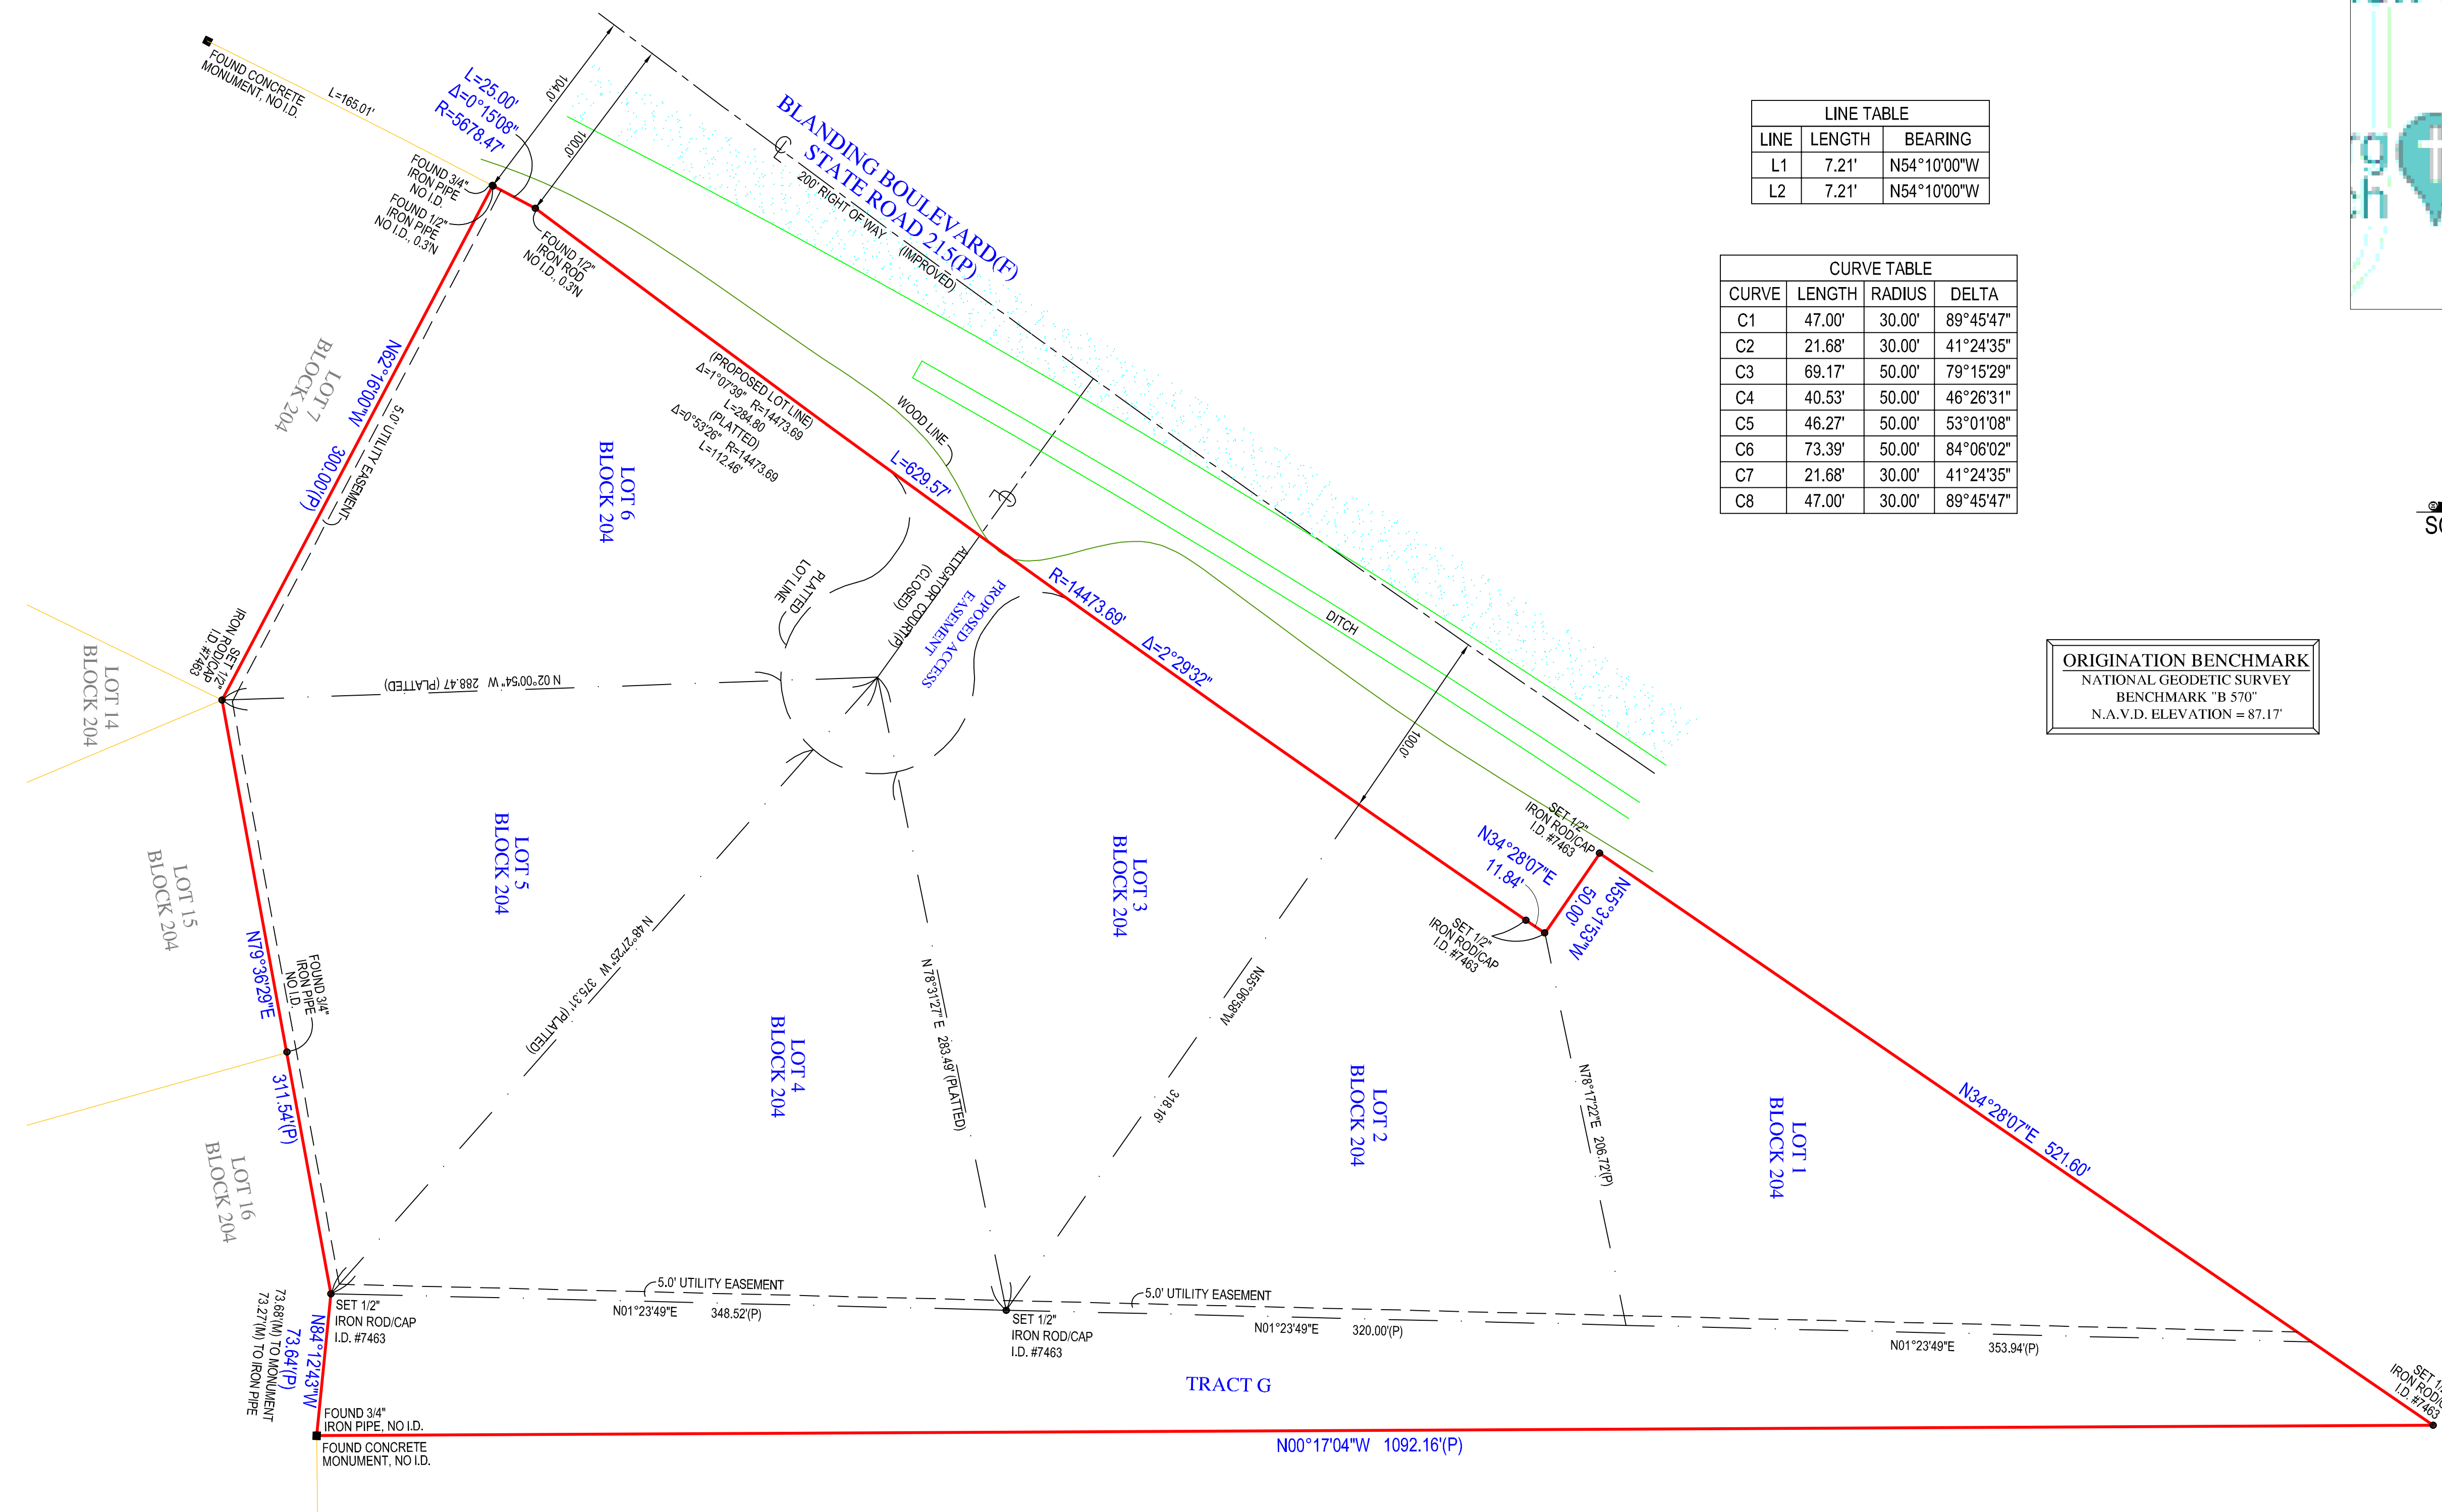 FOUND CONCRETE
MONUMENT, NO I.D.
L=165.01'
L=25.00'
Δ=0°15'08"
R=5678.47'
104.0'
100.0'
BLANDING BOULEVARD(F)
STATE ROAD 215(P)
200' RIGHT OF WAY (IMPROVED)
FOUND 3/4"
IRON PIPE
NO I.D.
FOUND 1/2"
IRON PIPE
NO I.D., 0.3'N
FOUND 1/2"
IRON ROD
NO I.D., 0.3'N
LINE TABLE
LINE LENGTH BEARING
L1 7.21' N54°10'00"W
L2 7.21' N54°10'00"W
CURVE TABLE
CURVE LENGTH RADIUS DELTA
C1 47.00' 30.00' 89°45'47"
C2 21.68' 30.00' 41°24'35"
C3 69.17' 50.00' 79°15'29"
C4 40.53' 50.00' 46°26'31"
C5 46.27' 50.00' 53°01'08"
C6 73.39' 50.00' 84°06'02"
C7 21.68' 30.00' 41°24'35"
C8 47.00' 30.00' 89°45'47"
ORIGINATION BENCHMARK
NATIONAL GEODETIC SURVEY
BENCHMARK "B 570"
N.A.V.D. ELEVATION = 87.17'
LOT 7
BLOCK 204
N62°16'00"W 300.00'(P)
5.0' UTILITY EASEMENT
(PROPOSED LOT LINE)
Δ=1°07'39" R=14473.69
L=284.80
(PLATTED)
Δ=0°53'26" R=14473.69
L=112.46'
WOOD LINE
L=629.57'
R=14473.69'
Δ=2°29'32"
LOT 6
BLOCK 204
PLATTED
LOT LINE
ALLIGATOR COURT(P)
(CLOSED)
PROPOSED ACCESS
EASEMENT
DITCH
100.0'
SET 1/2"
IRON ROD/CAP
I.D. #7463
N 02°00'54" W 288.47 (PLATTED)
LOT 14
BLOCK 204
LOT 15
BLOCK 204
LOT 16
BLOCK 204
N79°36'29"E
311.54'(P)
FOUND 3/4"
IRON PIPE
NO I.D.
LOT 5
BLOCK 204
N 48°27'25" W 375.31' (PLATTED)
LOT 4
BLOCK 204
N 78°31'27" E 283.49' (PLATTED)
LOT 3
BLOCK 204
N55°06'58"W
318.16'
LOT 2
BLOCK 204
SET 1/2"
IRON ROD/CAP
I.D. #7463
N34°28'07"E
11.84'
SET 1/2"
IRON ROD/CAP
I.D. #7463
N55°31'53"W
50.00'
N78°17'22"E 206.72'(P)
LOT 1
BLOCK 204
N34°28'07"E 521.60'
5.0' UTILITY EASEMENT
N01°23'49"E 348.52'(P)
5.0' UTILITY EASEMENT
N01°23'49"E 320.00'(P)
N01°23'49"E 353.94'(P)
SET 1/2"
IRON ROD/CAP
I.D. #7463
SET 1/2"
IRON ROD/CAP
I.D. #7463
N84°12'43"W
73.64'(P)
73.68'(M) TO MONUMENT
73.27'(M) TO IRON PIPE
FOUND 3/4"
IRON PIPE, NO I.D.
FOUND CONCRETE
MONUMENT, NO I.D.
TRACT G
N00°17'04"W 1092.16'(P)
SET 1/
IRON ROD/
I.D. #7463